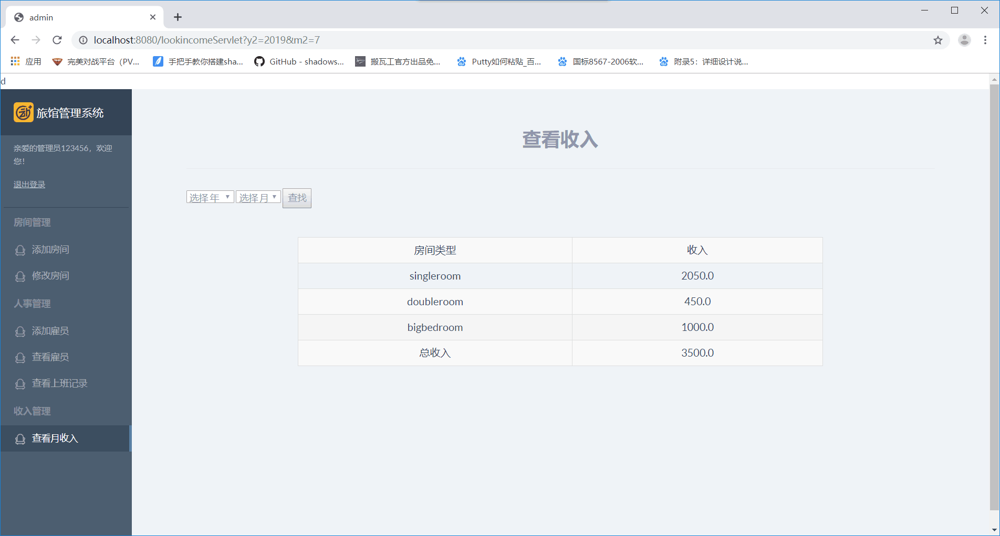 admin
localhost:8080/lookincomeServlet?y2=2019&m2=7
应用
完美对战平台（PV...
手把手教你搭建sha...
GitHub - shadows...
搬瓦工官方出品免...
Putty如何粘贴_百...
国标8567-2006软...
附录5：详细设计说...
d
旅馆管理系统
亲爱的管理员123456，欢迎
您！
退出登录
房间管理
添加房间
修改房间
人事管理
添加雇员
查看雇员
查看上班记录
收入管理
查看月收入
查看收入
选择年 选择月 查找
房间类型 收入
singleroom 2050.0
doubleroom 450.0
bigbedroom 1000.0
总收入 3500.0